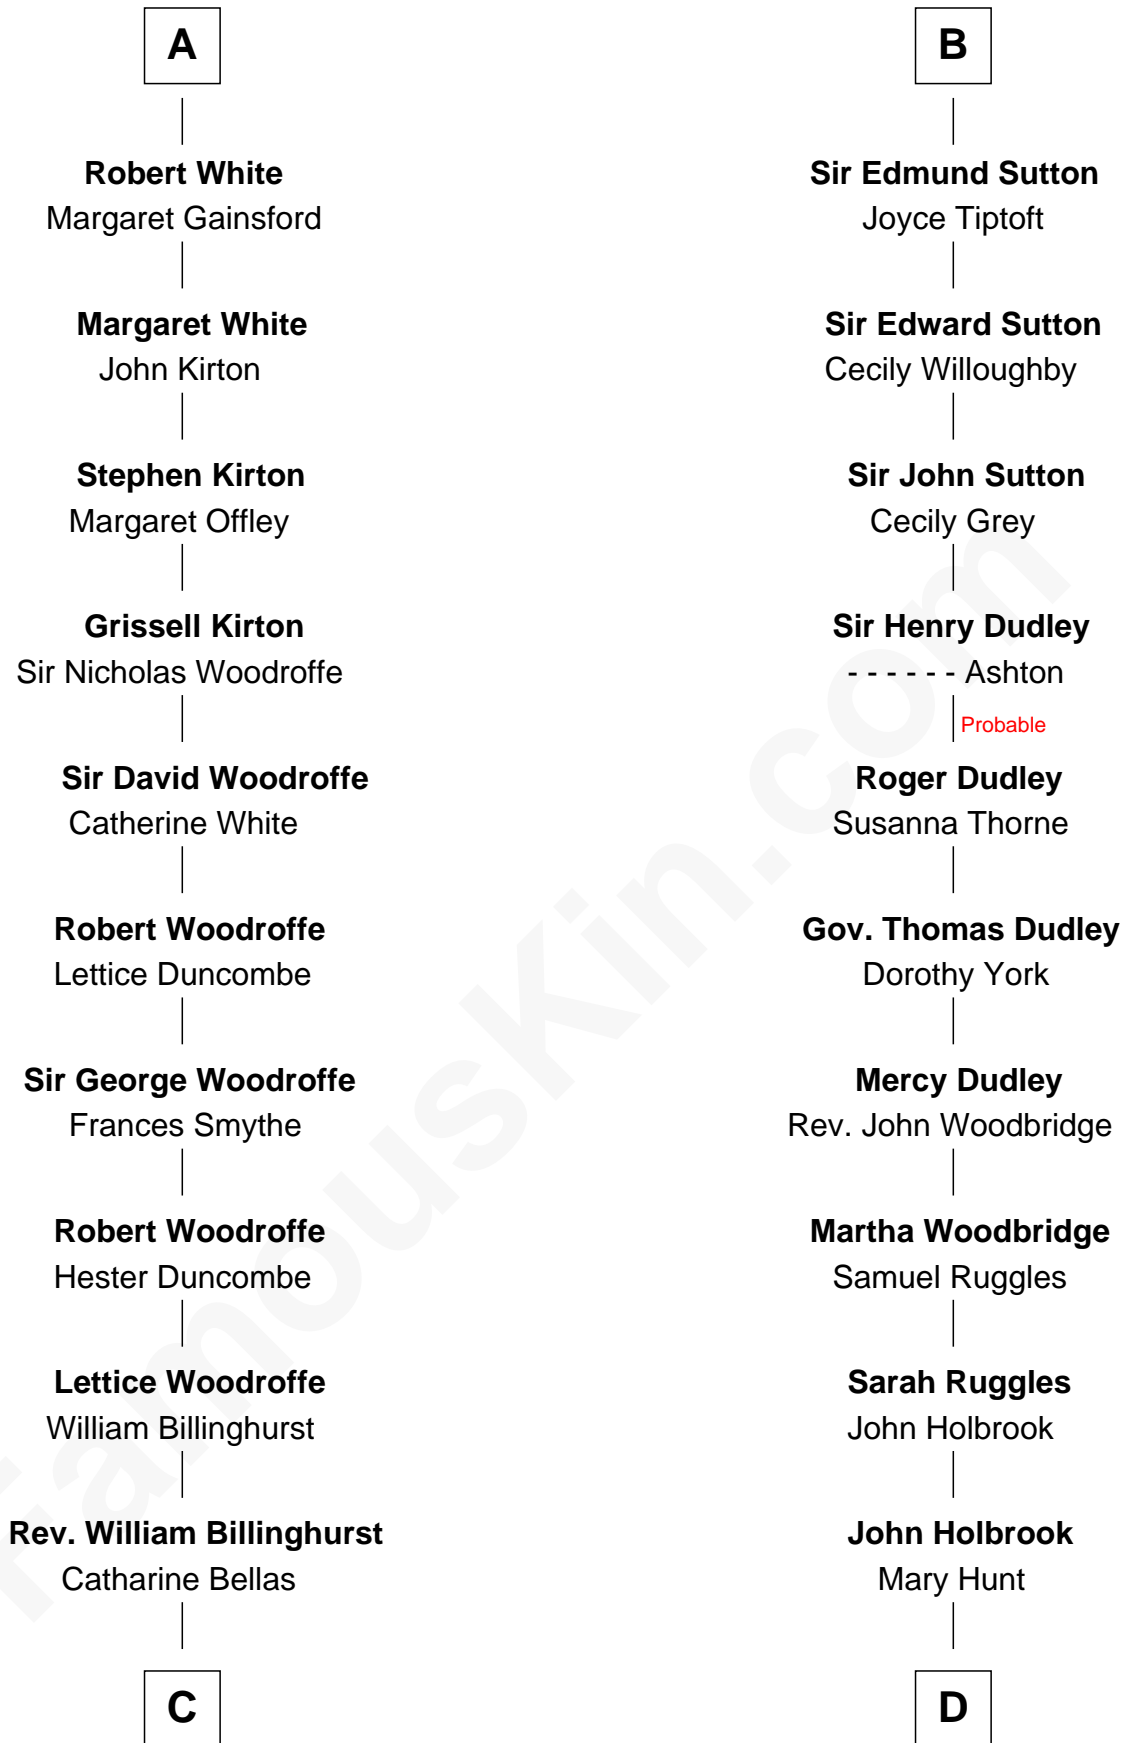 A
Robert White
Margaret Gainsford
Margaret White
John Kirton
Stephen Kirton
Margaret Offley
Grissell Kirton
Sir Nicholas Woodroffe
Sir David Woodroffe
Catherine White
Robert Woodroffe
Lettice Duncombe
Sir George Woodroffe
Frances Smythe
Robert Woodroffe
Hester Duncombe
Lettice Woodroffe
William Billinghurst
Rev. William Billinghurst
Catharine Bellas
C
B
Sir Edmund Sutton
Joyce Tiptoft
Sir Edward Sutton
Cecily Willoughby
Sir John Sutton
Cecily Grey
Sir Henry Dudley
- - - - - - Ashton
Probable
Roger Dudley
Susanna Thorne
Gov. Thomas Dudley
Dorothy York
Mercy Dudley
Rev. John Woodbridge
Martha Woodbridge
Samuel Ruggles
Sarah Ruggles
John Holbrook
John Holbrook
Mary Hunt
D
FamousKin.com